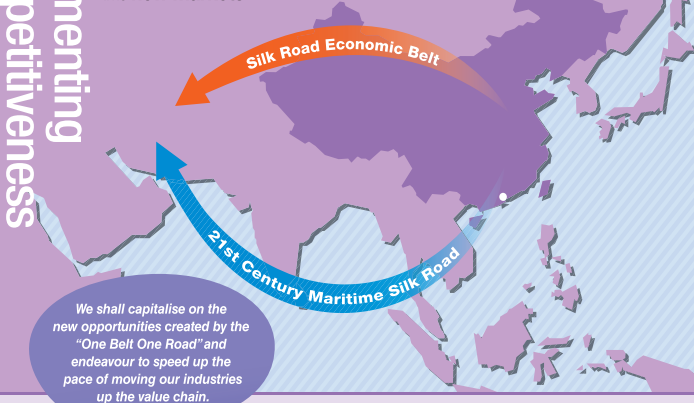 menting
petitiveness
Silk Road Economic Belt
21st Century Maritime Silk Road
We shall capitalise on the
new opportunities created by the
“One Belt One Road” and
endeavour to speed up the
pace of moving our industries
up the value chain.